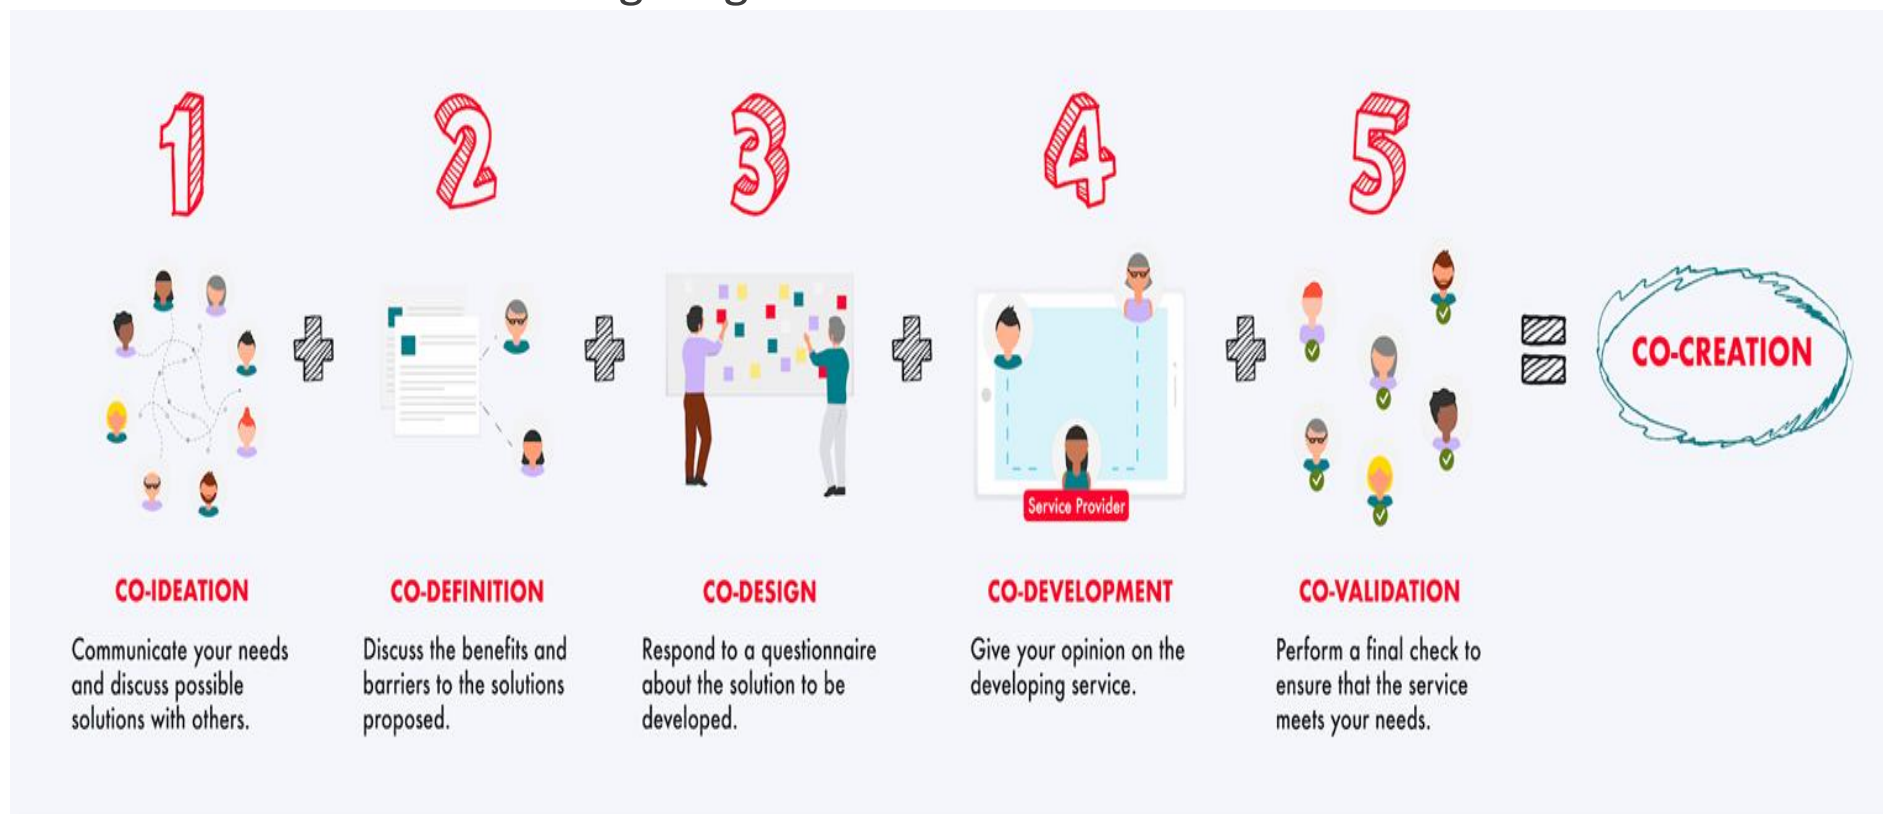 1
2
3
4
5
Service Provider
CO-CREATION
CO-IDEATION
Communicate your needs
and discuss possible
solutions with others.
CO-DEFINITION
Discuss the benefits and
barriers to the solutions
proposed.
CO-DESIGN
Respond to a questionnaire
about the solution to be
developed.
CO-DEVELOPMENT
Give your opinion on the
developing service.
CO-VALIDATION
Perform a final check to
ensure that the service
meets your needs.